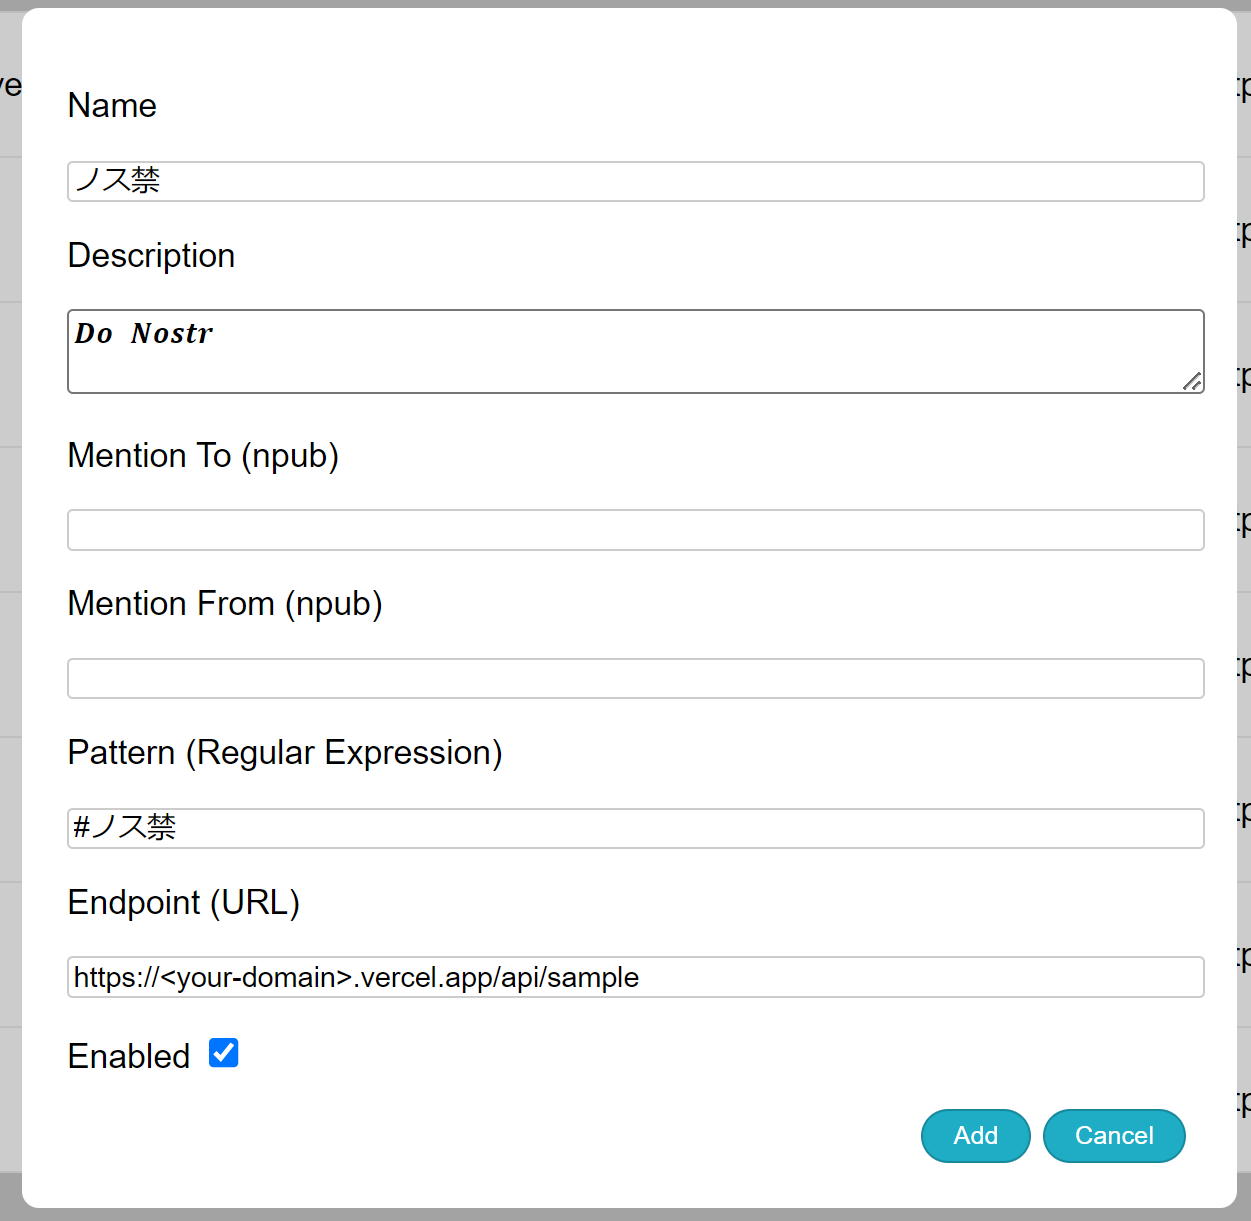 Name
ノス禁
Description
Do Nostr
Mention To (npub)
Mention From (npub)
Pattern (Regular Expression)
#ノス禁
Endpoint (URL)
https://<your-domain>.vercel.app/api/sample
Enabled
Add Cancel